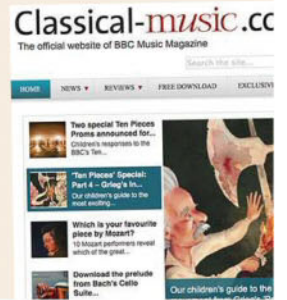 Classical-music.co
The official website of BBC Music Magazine
Search the site...
HOME NEWS REVIEWS FREE DOWNLOAD EXCLUSIV
Two special Ten Pieces
Proms announced for...
Children's responses to the
BBC's Ten...
'Ten Pieces' Special:
Part 4 – Grieg's In...
Our children's guide to the
most exciting...
Which is your favourite
piece by Mozart?
10 Mozart performers reveal
which of the great...
Download the prelude
from Bach's Cello
Suite...
Our children's guide to the